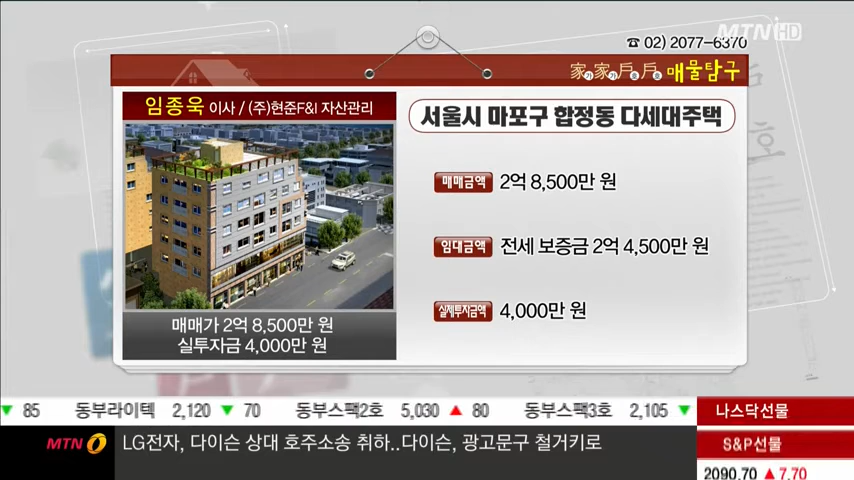 MTN HD
☎ 02) 2077-6370
家가家가戶호戶호 매물탐구
임종욱 이사 / (주)현준F&I 자산관리
매매가 2억 8,500만 원
실투자금 4,000만 원
서울시 마포구 합정동 다세대주택
매매금액 2억 8,500만 원
임대금액 전세 보증금 2억 4,500만 원
실제투자금액 4,000만 원
▼ 85 동부라이텍 2,120 ▼ 70 동부스팩2호 5,030 ▲ 80 동부스팩3호 2,105 ▼
나스닥선물
MTN
LG전자, 다이슨 상대 호주소송 취하..다이슨, 광고문구 철거키로
S&P선물
2090.70 ▲ 7.70